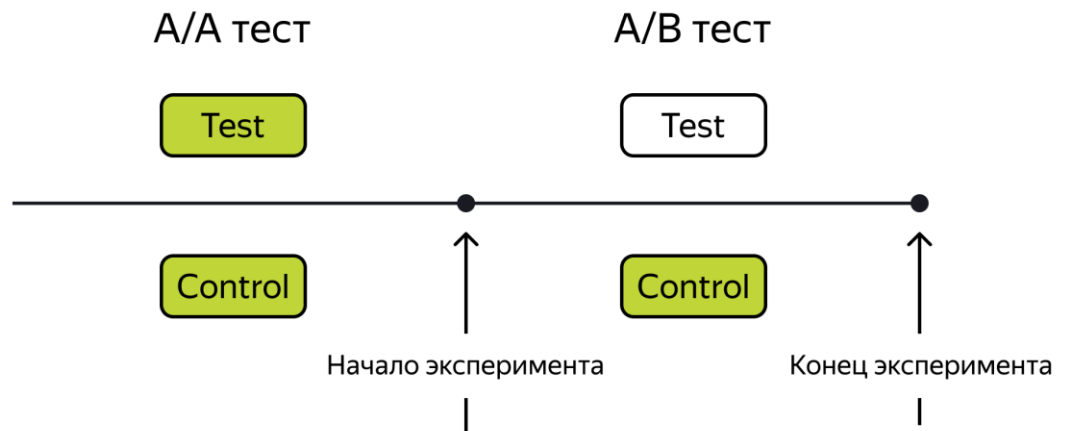 А/А тест
А/В тест
Test
Test
Control
Control
Начало эксперимента
Конец эксперимента